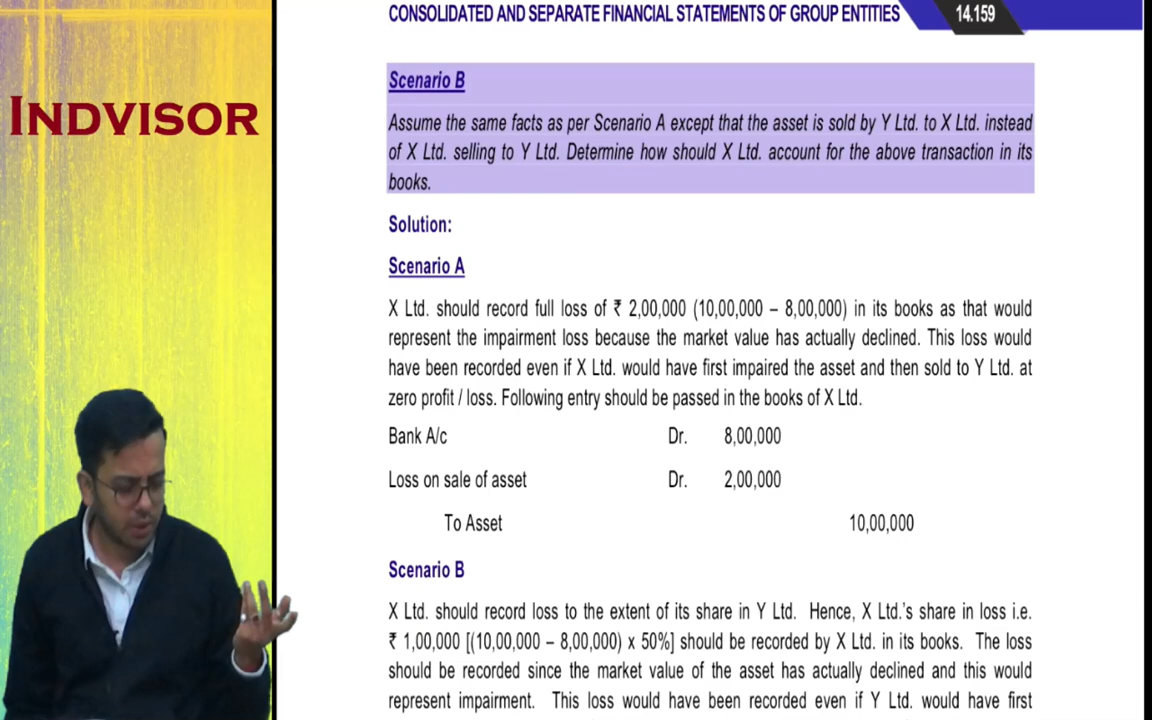 CONSOLIDATED AND SEPARATE FINANCIAL STATEMENTS OF GROUP ENTITIES 14.159
INDVISOR
Scenario B
Assume the same facts as per Scenario A except that the asset is sold by Y Ltd. to X Ltd. instead
of X Ltd. selling to Y Ltd. Determine how should X Ltd. account for the above transaction in its
books.
Solution:
Scenario A
X Ltd. should record full loss of ₹ 2,00,000 (10,00,000 – 8,00,000) in its books as that would
represent the impairment loss because the market value has actually declined. This loss would
have been recorded even if X Ltd. would have first impaired the asset and then sold to Y Ltd. at
zero profit / loss. Following entry should be passed in the books of X Ltd.
Bank A/c Dr. 8,00,000
Loss on sale of asset Dr. 2,00,000
To Asset 10,00,000
Scenario B
X Ltd. should record loss to the extent of its share in Y Ltd. Hence, X Ltd.'s share in loss i.e.
₹ 1,00,000 [(10,00,000 – 8,00,000) x 50%] should be recorded by X Ltd. in its books. The loss
should be recorded since the market value of the asset has actually declined and this would
represent impairment. This loss would have been recorded even if Y Ltd. would have first